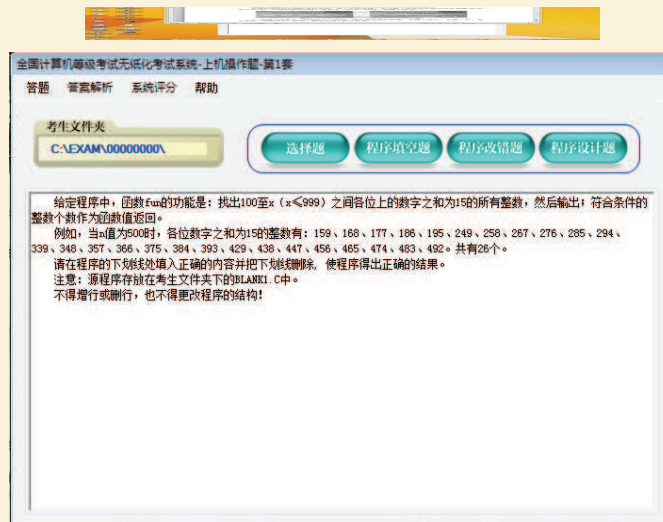 全国计算机等级考试无纸化考试系统-上机操作题-第1套
答题 答案解析 系统评分 帮助
考生文件夹
C:\EXAM\00000000\
选择题 程序填空题 程序改错题 程序设计题
给定程序中，函数fun的功能是：找出100至x（x≤999）之间各位上的数字之和为15的所有整数，然后输出；符合条件的
整数个数作为函数值返回。
例如，当n值为500时，各位数字之和为15的整数有：159、168、177、186、195、249、258、267、276、285、294、
339、348、357、366、375、384、393、429、438、447、456、465、474、483、492。共有26个。
请在程序的下划线处填入正确的内容并把下划线删除，使程序得出正确的结果。
注意：源程序存放在考生文件夹下的BLANK1.C中。
不得增行或删行，也不得更改程序的结构！